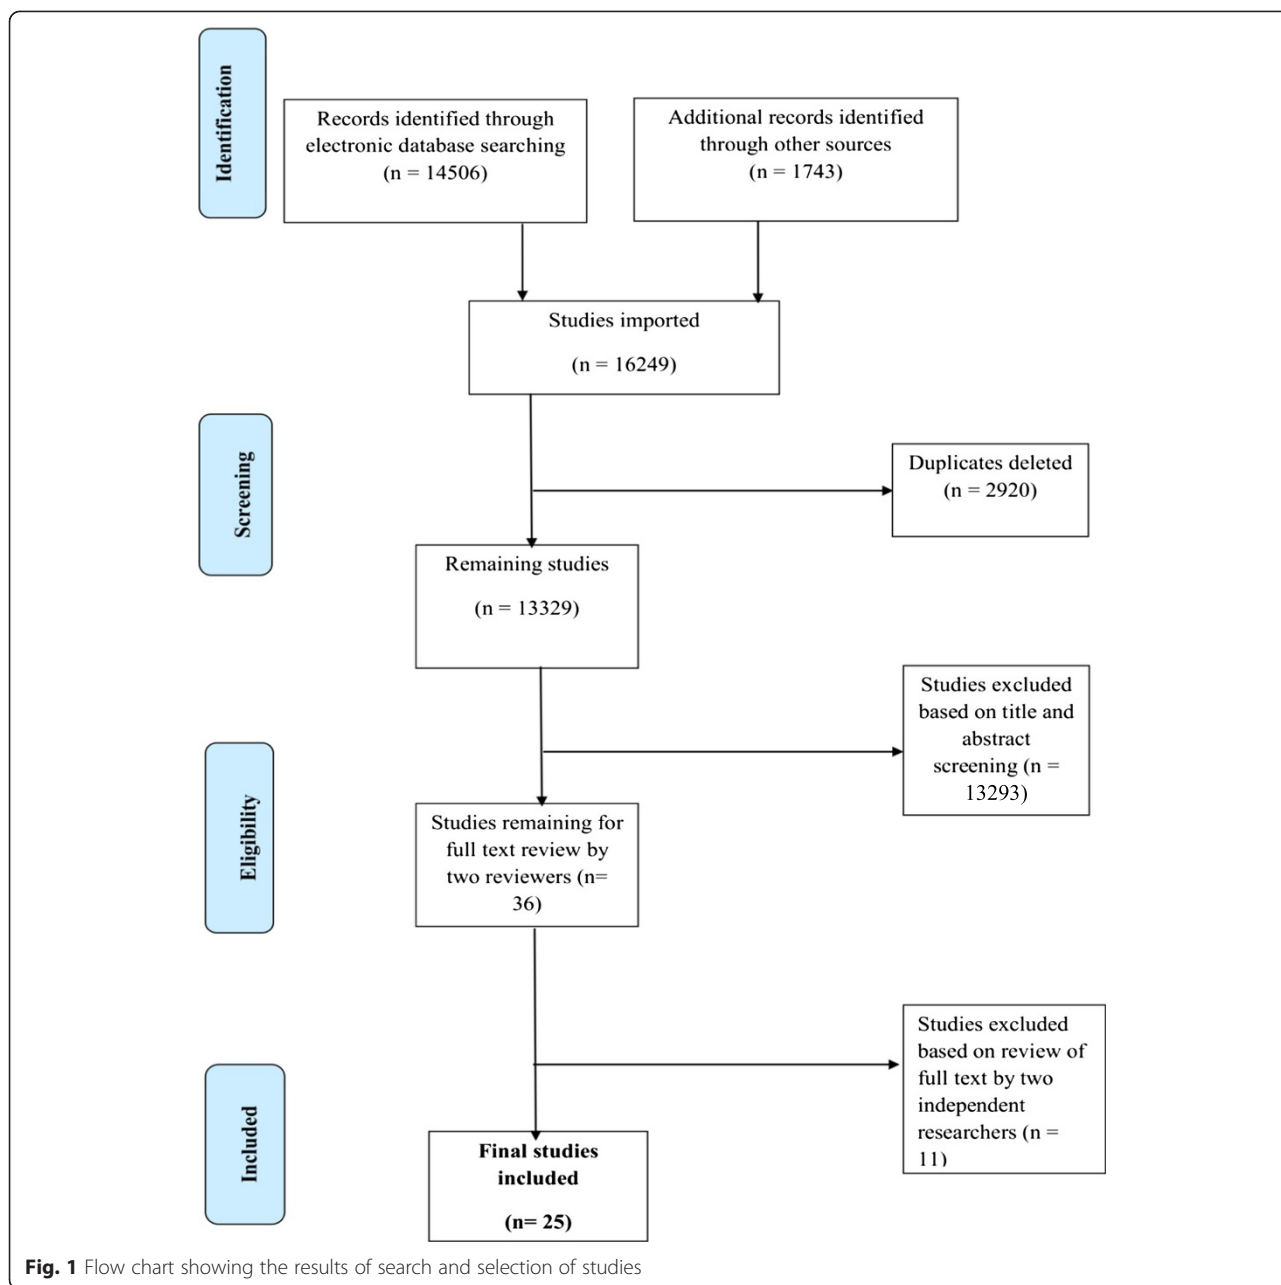 Identification
Records identified through
electronic database searching
(n = 14506)
Additional records identified
through other sources
(n = 1743)
Studies imported
(n = 16249)
Screening
Duplicates deleted
(n = 2920)
Remaining studies
(n = 13329)
Studies excluded
based on title and
abstract
screening (n =
13293)
Eligibility
Studies remaining for
full text review by
two reviewers (n=
36)
Studies excluded
based on review of
full text by two
independent
researchers (n =
11)
Included
Final studies
included
(n= 25)
Fig. 1 Flow chart showing the results of search and selection of studies